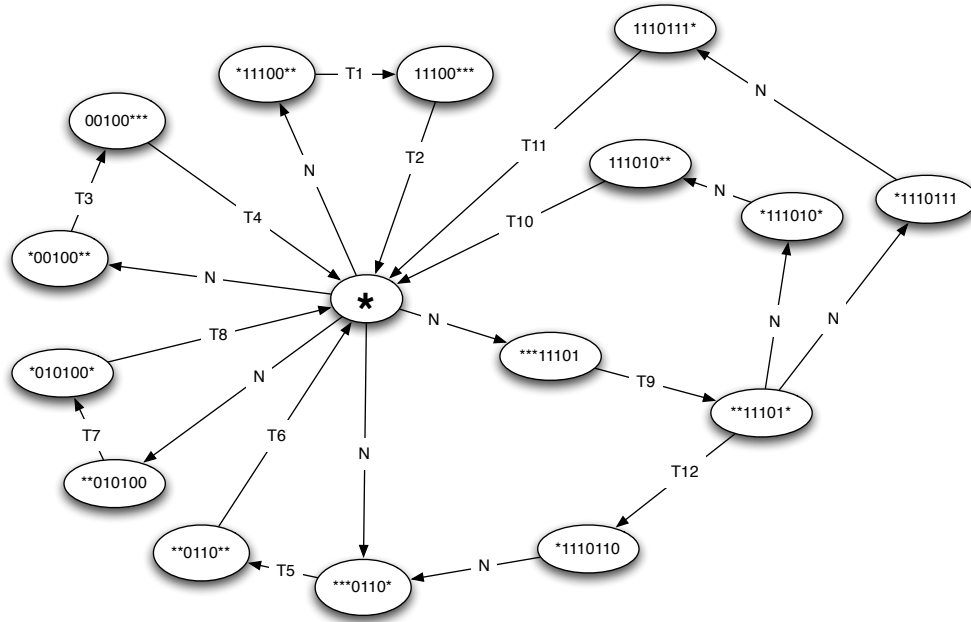 1110111*
*11100**
T1
11100***
N
00100***
T11
T2
111010**
N
N
T3
*1110111
T4
T10
*111010*
*00100**
N
*
N
N
N
T8
***11101
*010100*
N
T9
**11101*
T7
T6
N
T12
**010100
**0110**
*1110110
T5
N
***0110*